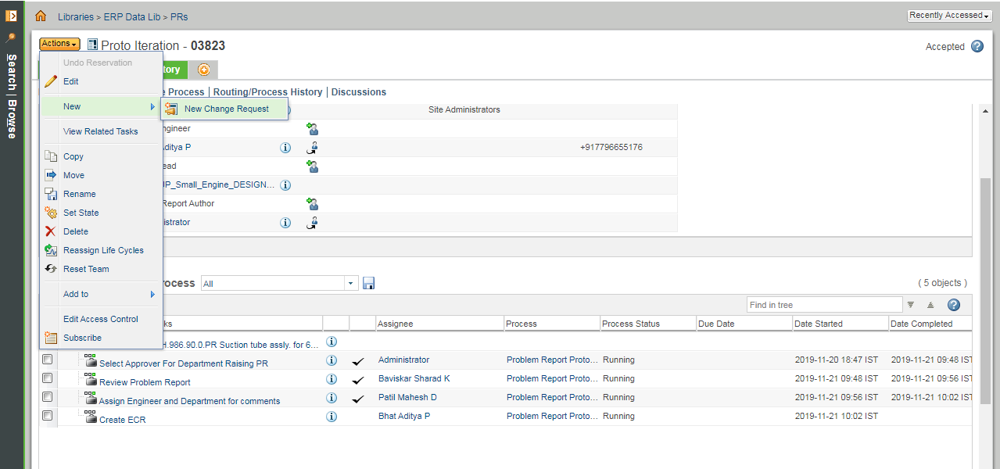 Libraries > ERP Data Lib > PRs
Recently Accessed
Search | Browse
Actions
Proto Iteration - 03823
Accepted
Undo Reservation
Edit
New
New Change Request
View Related Tasks
Copy
Move
Rename
Set State
Delete
Reassign Life Cycles
Reset Team
Add to
Edit Access Control
Subscribe
Process | Routing/Process History | Discussions
Site Administrators
+917796655176
_Small_Engine_DESIGN...
Report Author
All
( 5 objects )
Find in tree
Assignee Process Process Status Due Date Date Started Date Completed
.986.90.0.PR Suction tube assly. for 6...
Select Approver For Department Raising PR Administrator Problem Report Proto... Running 2019-11-20 18:47 IST 2019-11-21 09:48 IST
Review Problem Report Baviskar Sharad K Problem Report Proto... Running 2019-11-21 09:48 IST 2019-11-21 09:56 IST
Assign Engineer and Department for comments Patil Mahesh D Problem Report Proto... Running 2019-11-21 09:56 IST 2019-11-21 10:02 IST
Create ECR Bhat Aditya P Problem Report Proto... Running 2019-11-21 10:02 IST